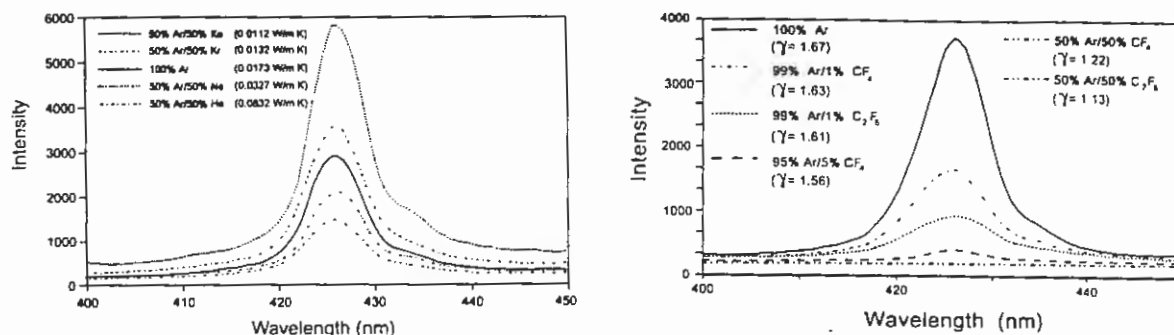 6000
5000
4000
3000
2000
1000
0
Intensity
50% Ar/50% Xe (0.0112 W/m K)
50% Ar/50% Kr (0.0132 W/m K)
100% Ar (0.0173 W/m K)
50% Ar/50% Ne (0.0327 W/m K)
50% Ar/50% He (0.0832 W/m K)
400 410 420 430 440 450
Wavelength (nm)
4000
3000
2000
1000
0
Intensity
100% Ar
(γ= 1.67)
99% Ar/1% CF₄
(γ= 1.63)
99% Ar/1% C₂F₆
(γ= 1.61)
95% Ar/5% CF₄
(γ= 1.56)
50% Ar/50% CF₄
(γ= 1.22)
50% Ar/50% C₂F₆
(γ= 1.13)
400 420 440
Wavelength (nm)